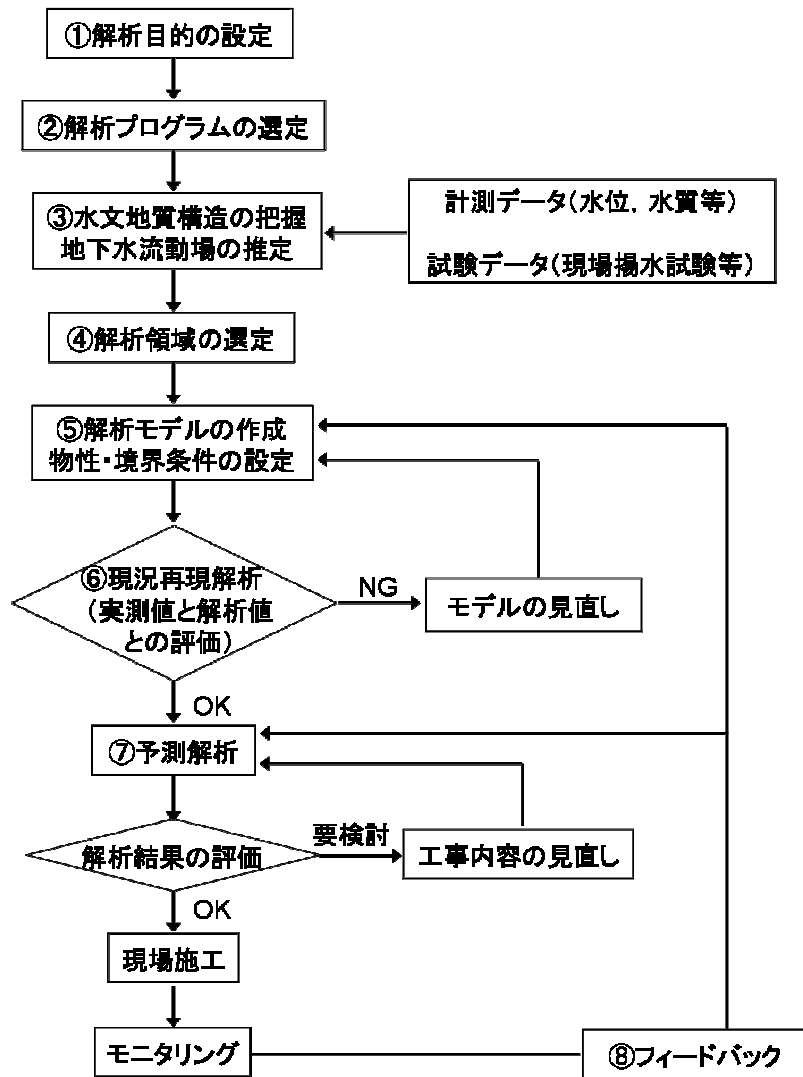 ①解析目的の設定
②解析プログラムの選定
③水文地質構造の把握
地下水流動場の推定
計測データ(水位，水質等)
試験データ(現場揚水試験等)
④解析領域の選定
⑤解析モデルの作成
物性・境界条件の設定
⑥現況再現解析
(実測値と解析値
との評価)
NG
モデルの見直し
OK
⑦予測解析
解析結果の評価
要検討
工事内容の見直し
OK
現場施工
モニタリング
⑧フィードバック